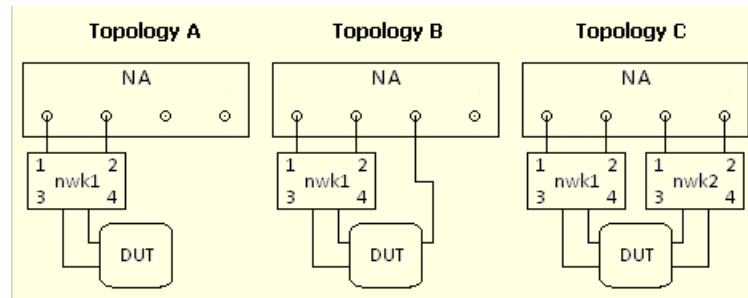 Topology A Topology B Topology C
NA NA NA
1 2 1 2 1 2 1 2
nwk1 nwk1 nwk1 nwk2
3 4 3 4 3 4 3 4
DUT DUT DUT